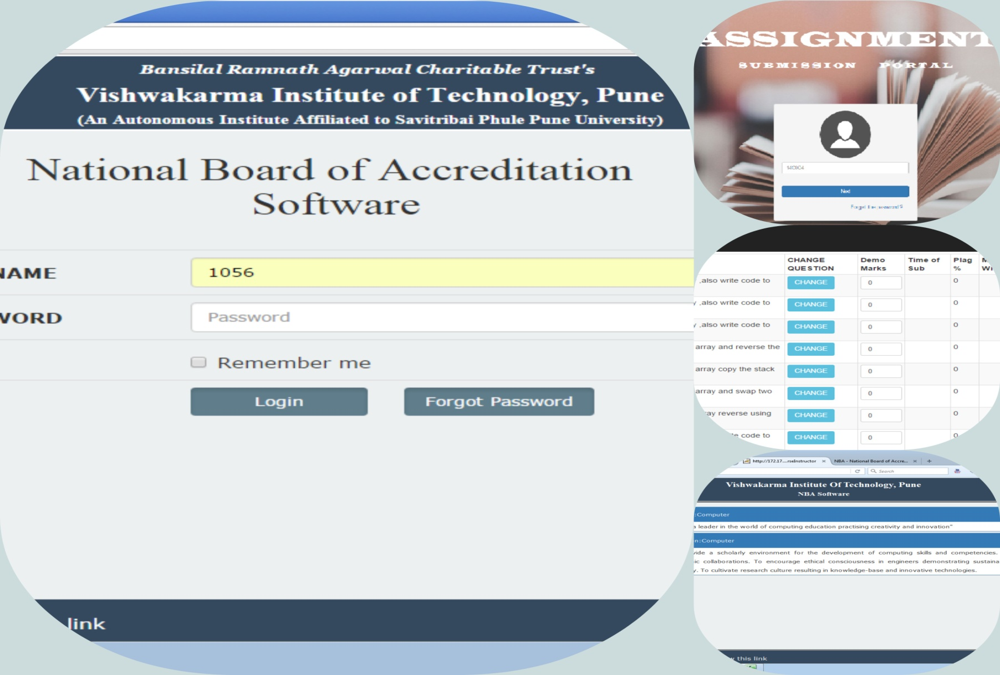 Bansilal Ramnath Agarwal Charitable Trust's
Vishwakarma Institute of Technology, Pune
(An Autonomous Institute Affiliated to Savitribai Phule Pune University)
National Board of Accreditation
Software
NAME
1056
WORD
Password
Remember me
Login
Forgot Password
link
ASSIGNMENT
SUBMISSION PORTAL
Next
Forget the password ?
CHANGE QUESTION
Demo Marks
Time of Sub
Plag %
,also write code to CHANGE 0 0
y ,also write code to CHANGE 0 0
y ,also write code to CHANGE 0 0
array and reverse the CHANGE 0 0
array copy the stack CHANGE 0 0
array and swap two CHANGE 0 0
ray reverse using CHANGE 0 0
code to CHANGE 0 0
http://172.17....rseInstructor × NBA - National Board of Accre... × +
Search
Vishwakarma Institute Of Technology, Pune
NBA Software
:Computer
a leader in the world of computing education practising creativity and innovation"
n:Computer
vide a scholarly environment for the development of computing skills and competencies.
ic collaborations. To encourage ethical consciousness in engineers demonstrating sustaina
y. To cultivate research culture resulting in knowledge-base and innovative technologies.
this link